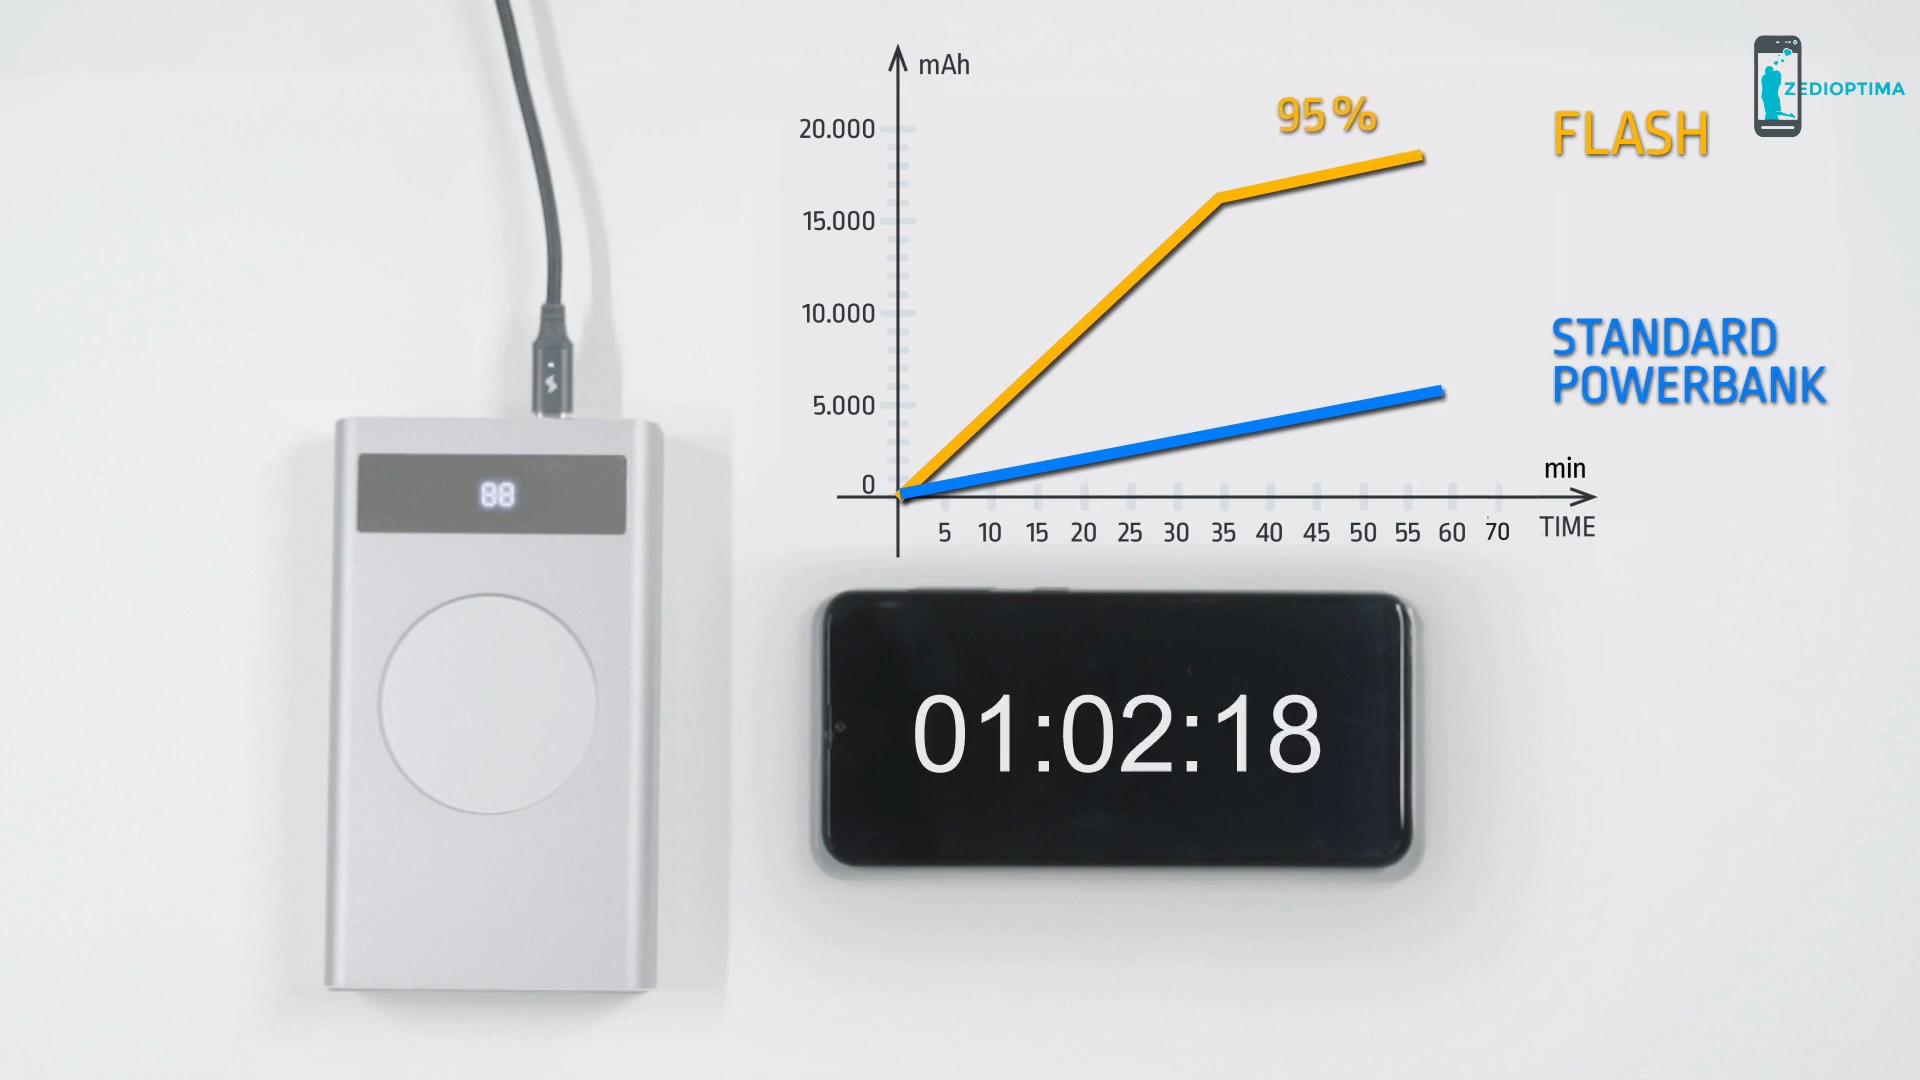 mAh
20.000
15.000
10.000
5.000
0
95%
FLASH
ZEDIOPTIMA
STANDARD
POWERBANK
min
5 10 15 20 25 30 35 40 45 50 55 60 70
TIME
88
01:02:18